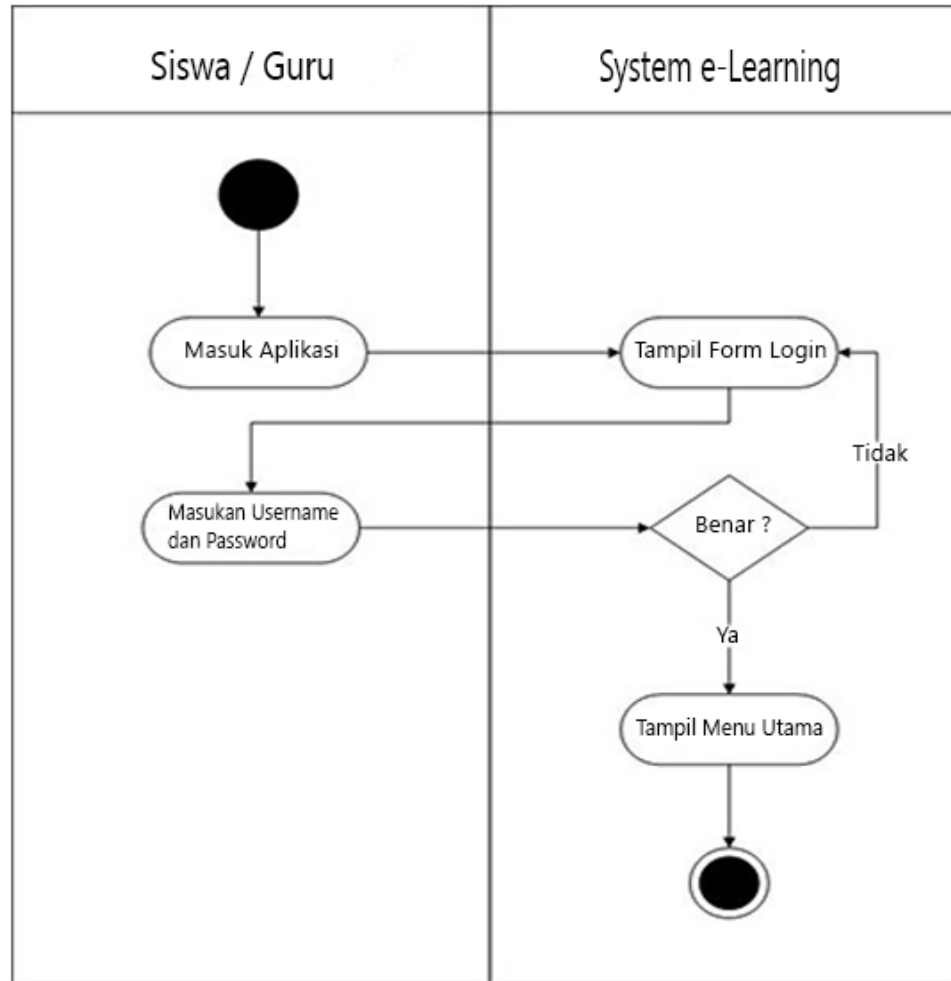 Siswa / Guru
System e-Learning
Masuk Aplikasi
Tampil Form Login
Tidak
Masukan Username
dan Password
Benar ?
Ya
Tampil Menu Utama